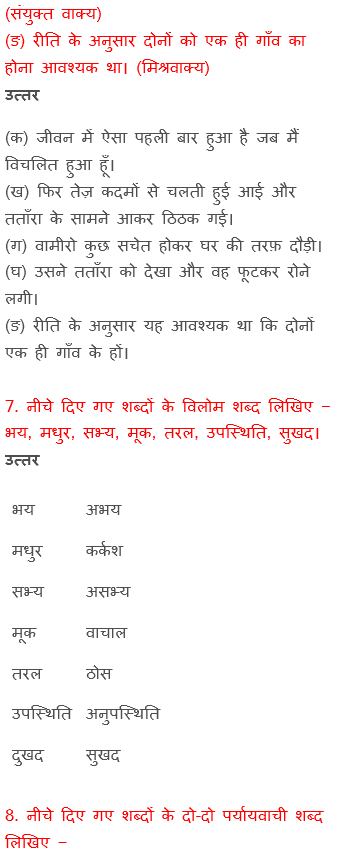 (संयुक्त वाक्य)
(ङ) रीति के अनुसार दोनों को एक ही गाँव का
होना आवश्यक था। (मिश्रवाक्य)
उत्तर
(क) जीवन में ऐसा पहली बार हुआ है जब मैं
विचलित हुआ हूँ।
(ख) फिर तेज़ कदमों से चलती हुई आई और
तताँरा के सामने आकर ठिठक गई।
(ग) वामीरो कुछ सचेत होकर घर की तरफ़ दौड़ी।
(घ) उसने तताँरा को देखा और वह फूटकर रोने
लगी।
(ङ) रीति के अनुसार यह आवश्यक था कि दोनों
एक ही गाँव के हों।
7. नीचे दिए गए शब्दों के विलोम शब्द लिखिए −
भय, मधुर, सभ्य, मूक, तरल, उपस्थिति, सुखद।
उत्तर
भय अभय
मधुर कर्कश
सभ्य असभ्य
मूक वाचाल
तरल ठोस
उपस्थिति अनुपस्थिति
दुखद सुखद
8. नीचे दिए गए शब्दों के दो-दो पर्यायवाची शब्द
लिखिए −